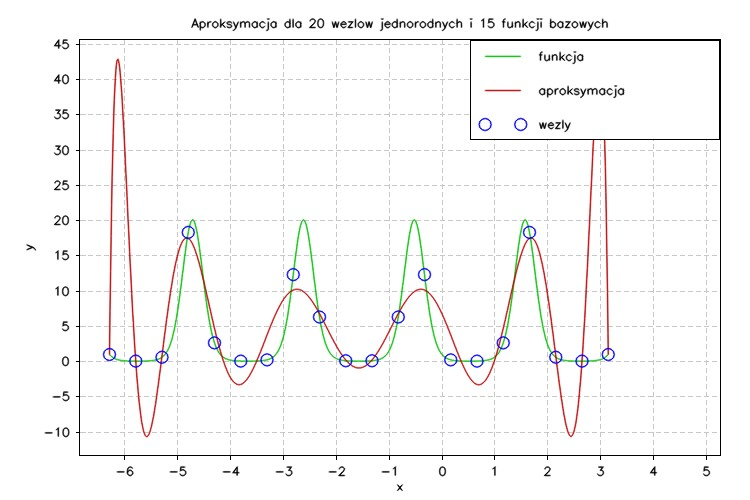 Aproksymacja dla 20 wezlow jednorodnych i 15 funkcji bazowych
45
40
35
30
25
20
15
10
5
0
−5
−10
y
funkcja
aproksymacja
wezly
−6 −5 −4 −3 −2 −1 0 1 2 3 4 5
x